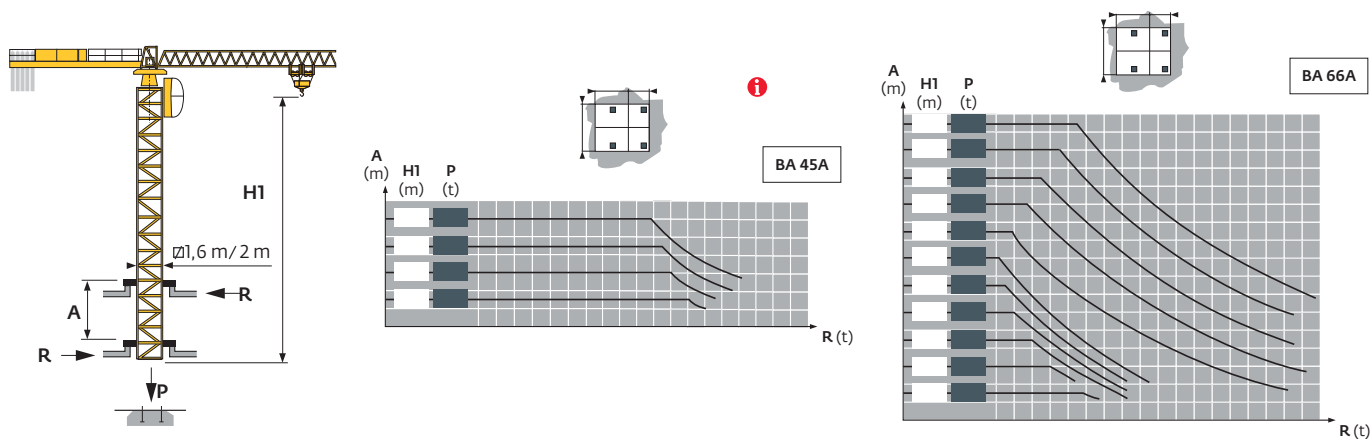 H1
⌀1,6 m/2 m
A
R
R
P
A
(m)
H1
(m)
P
(t)
i
BA 45A
R (t)
A
(m)
H1
(m)
P
(t)
BA 66A
R (t)